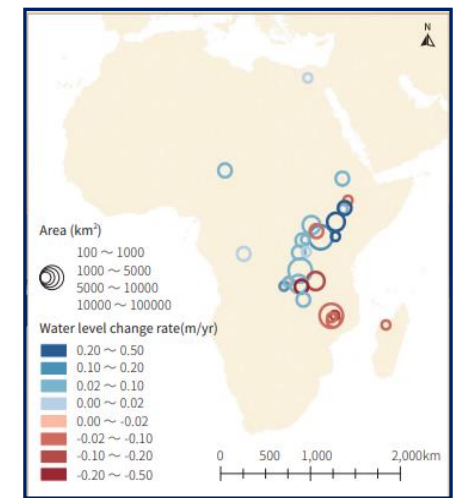 N
Area (km²)
100 ～ 1000
1000 ～ 5000
5000 ～ 10000
10000 ～ 100000
Water level change rate(m/yr)
0.20 ～ 0.50
0.10 ～ 0.20
0.02 ～ 0.10
0.00 ～ 0.02
0.00 ～ -0.02
-0.02 ～ -0.10
-0.10 ～ -0.20
-0.20 ～ -0.50
0 500 1,000 2,000km